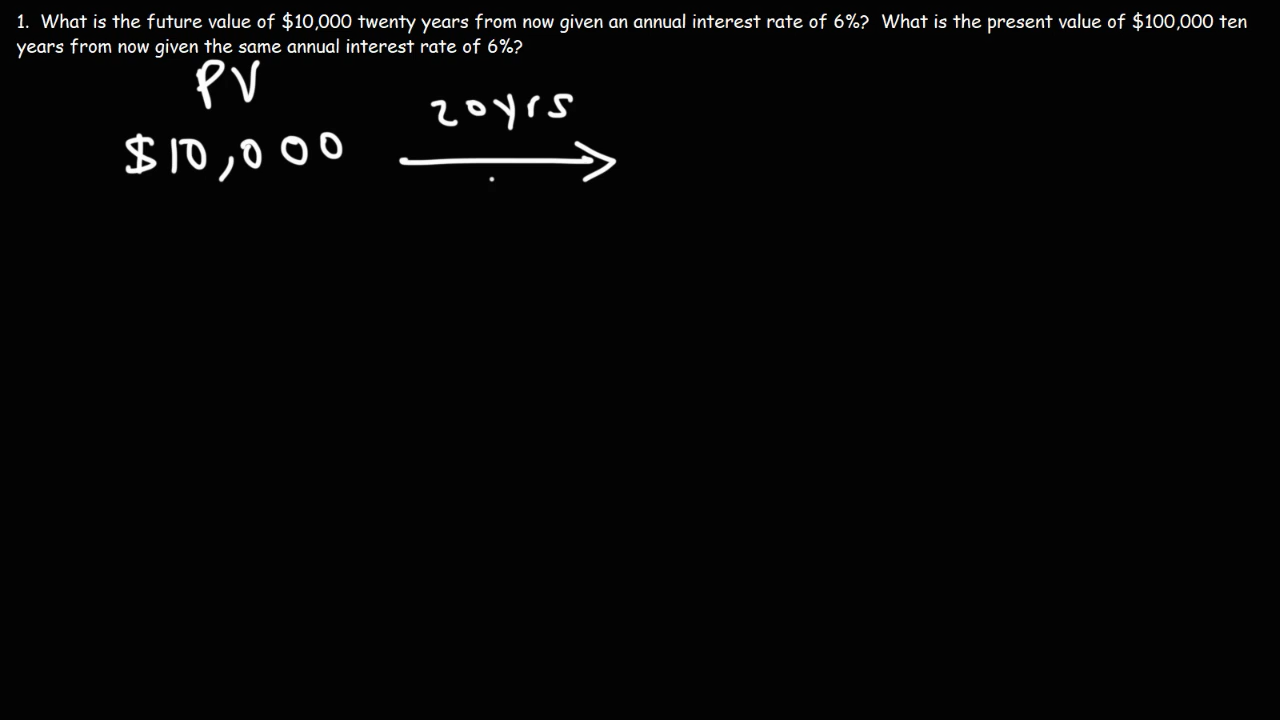 1. What is the future value of $10,000 twenty years from now given an annual interest rate of 6%? What is the present value of $100,000 ten
years from now given the same annual interest rate of 6%?
PV
20yrs
$10,000